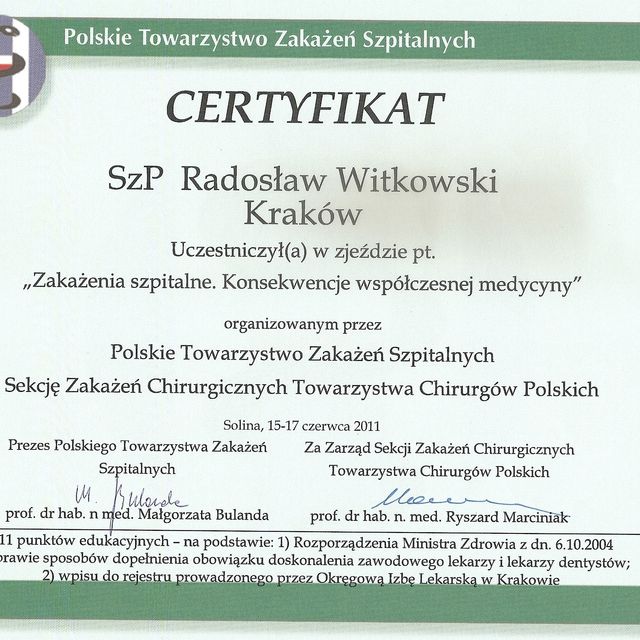 Polskie Towarzystwo Zakażeń Szpitalnych
CERTYFIKAT
SzP Radosław Witkowski
Kraków
Uczestniczył(a) w zjeździe pt.
„Zakażenia szpitalne. Konsekwencje współczesnej medycyny”
organizowanym przez
Polskie Towarzystwo Zakażeń Szpitalnych
Sekcję Zakażeń Chirurgicznych Towarzystwa Chirurgów Polskich
Solina, 15-17 czerwca 2011
Prezes Polskiego Towarzystwa Zakażeń
Szpitalnych
Za Zarząd Sekcji Zakażeń Chirurgicznych
Towarzystwa Chirurgów Polskich
M. Bulanda
prof. dr hab. n med. Małgorzata Bulanda
prof. dr hab. n. med. Ryszard Marciniak
11 punktów edukacyjnych – na podstawie: 1) Rozporządzenia Ministra Zdrowia z dn. 6.10.2004
prawie sposobów dopełnienia obowiązku doskonalenia zawodowego lekarzy i lekarzy dentystów;
2) wpisu do rejestru prowadzonego przez Okręgową Izbę Lekarską w Krakowie